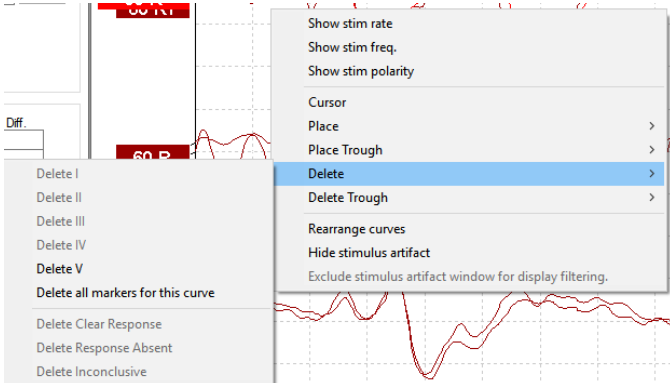 80 R1
Show stim rate
Show stim freq.
Show stim polarity
Cursor
Place
Place Trough
Delete
Delete Trough
Rearrange curves
Hide stimulus artifact
Exclude stimulus artifact window for display filtering.
Diff.
60 R
Delete I
Delete II
Delete III
Delete IV
Delete V
Delete all markers for this curve
Delete Clear Response
Delete Response Absent
Delete Inconclusive